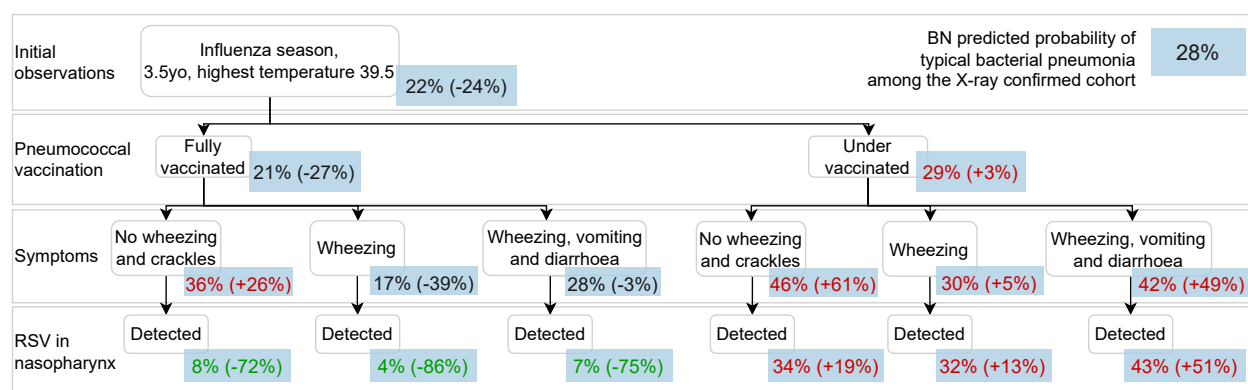 Initial
observations
Influenza season,
3.5yo, highest temperature 39.5
22% (-24%)
BN predicted probability of
typical bacterial pneumonia
among the X-ray confirmed cohort
28%
Pneumococcal
vaccination
Fully
vaccinated
21% (-27%)
Under
vaccinated
29% (+3%)
Symptoms
No wheezing
and crackles
36% (+26%)
Wheezing
17% (-39%)
Wheezing, vomiting
and diarrhoea
28% (-3%)
No wheezing
and crackles
46% (+61%)
Wheezing
30% (+5%)
Wheezing, vomiting
and diarrhoea
42% (+49%)
RSV in
nasopharynx
Detected
8% (-72%)
Detected
4% (-86%)
Detected
7% (-75%)
Detected
34% (+19%)
Detected
32% (+13%)
Detected
43% (+51%)